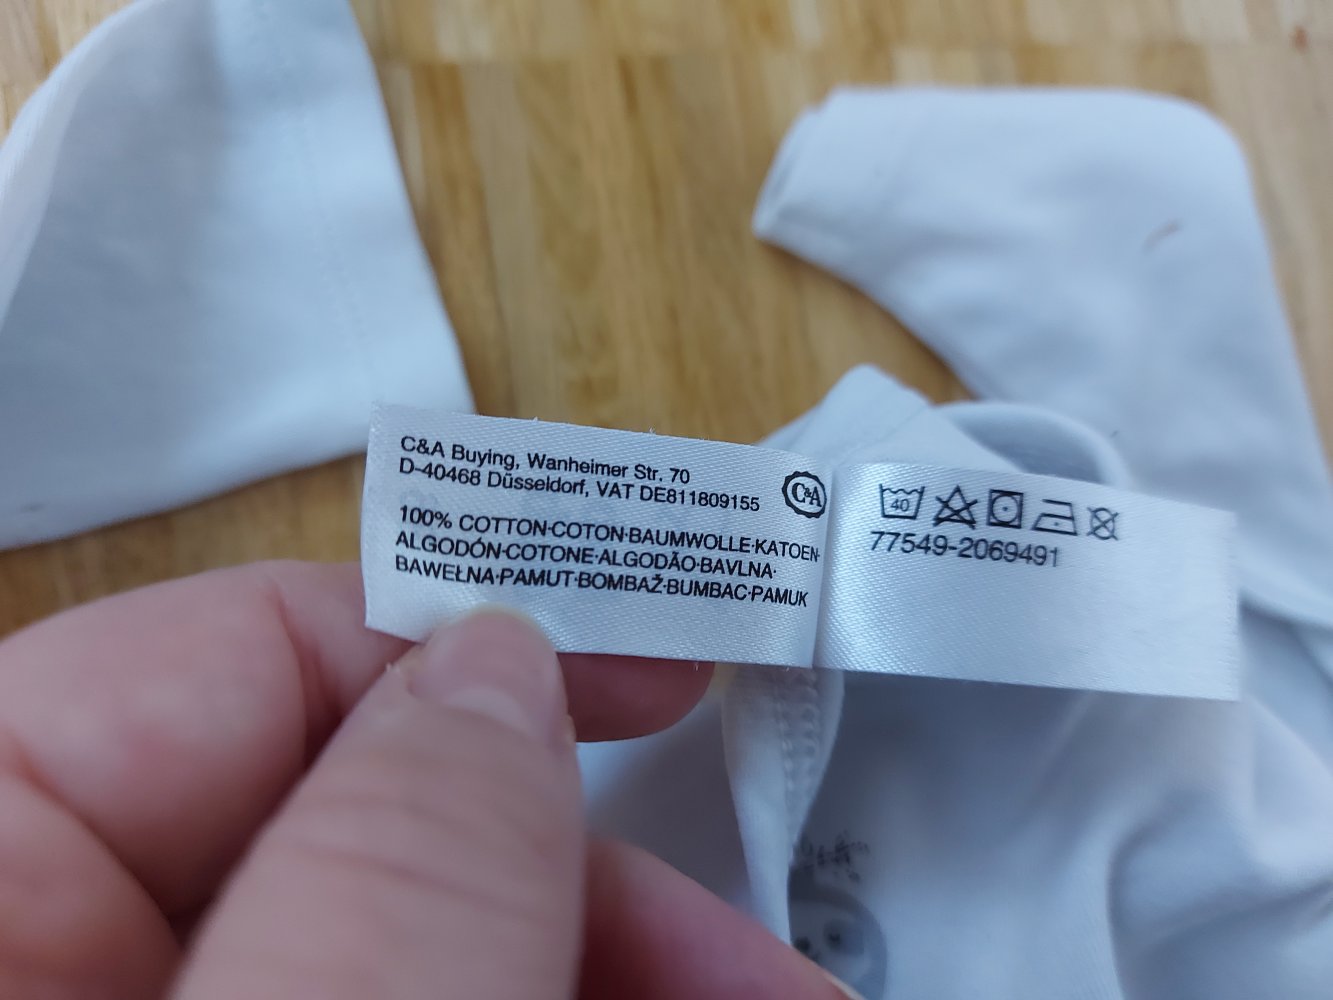 C&A Buying, Wanheimer Str. 70
D-40468 Düsseldorf, VAT DE811809155
C&A
100% COTTON·COTON·BAUMWOLLE·KATOEN·
ALGODÓN·COTONE·ALGODÃO·BAVLNA·
BAWEŁNA·PAMUT·BOMBAŽ·BUMBAC·PAMUK
40
77549-2069491